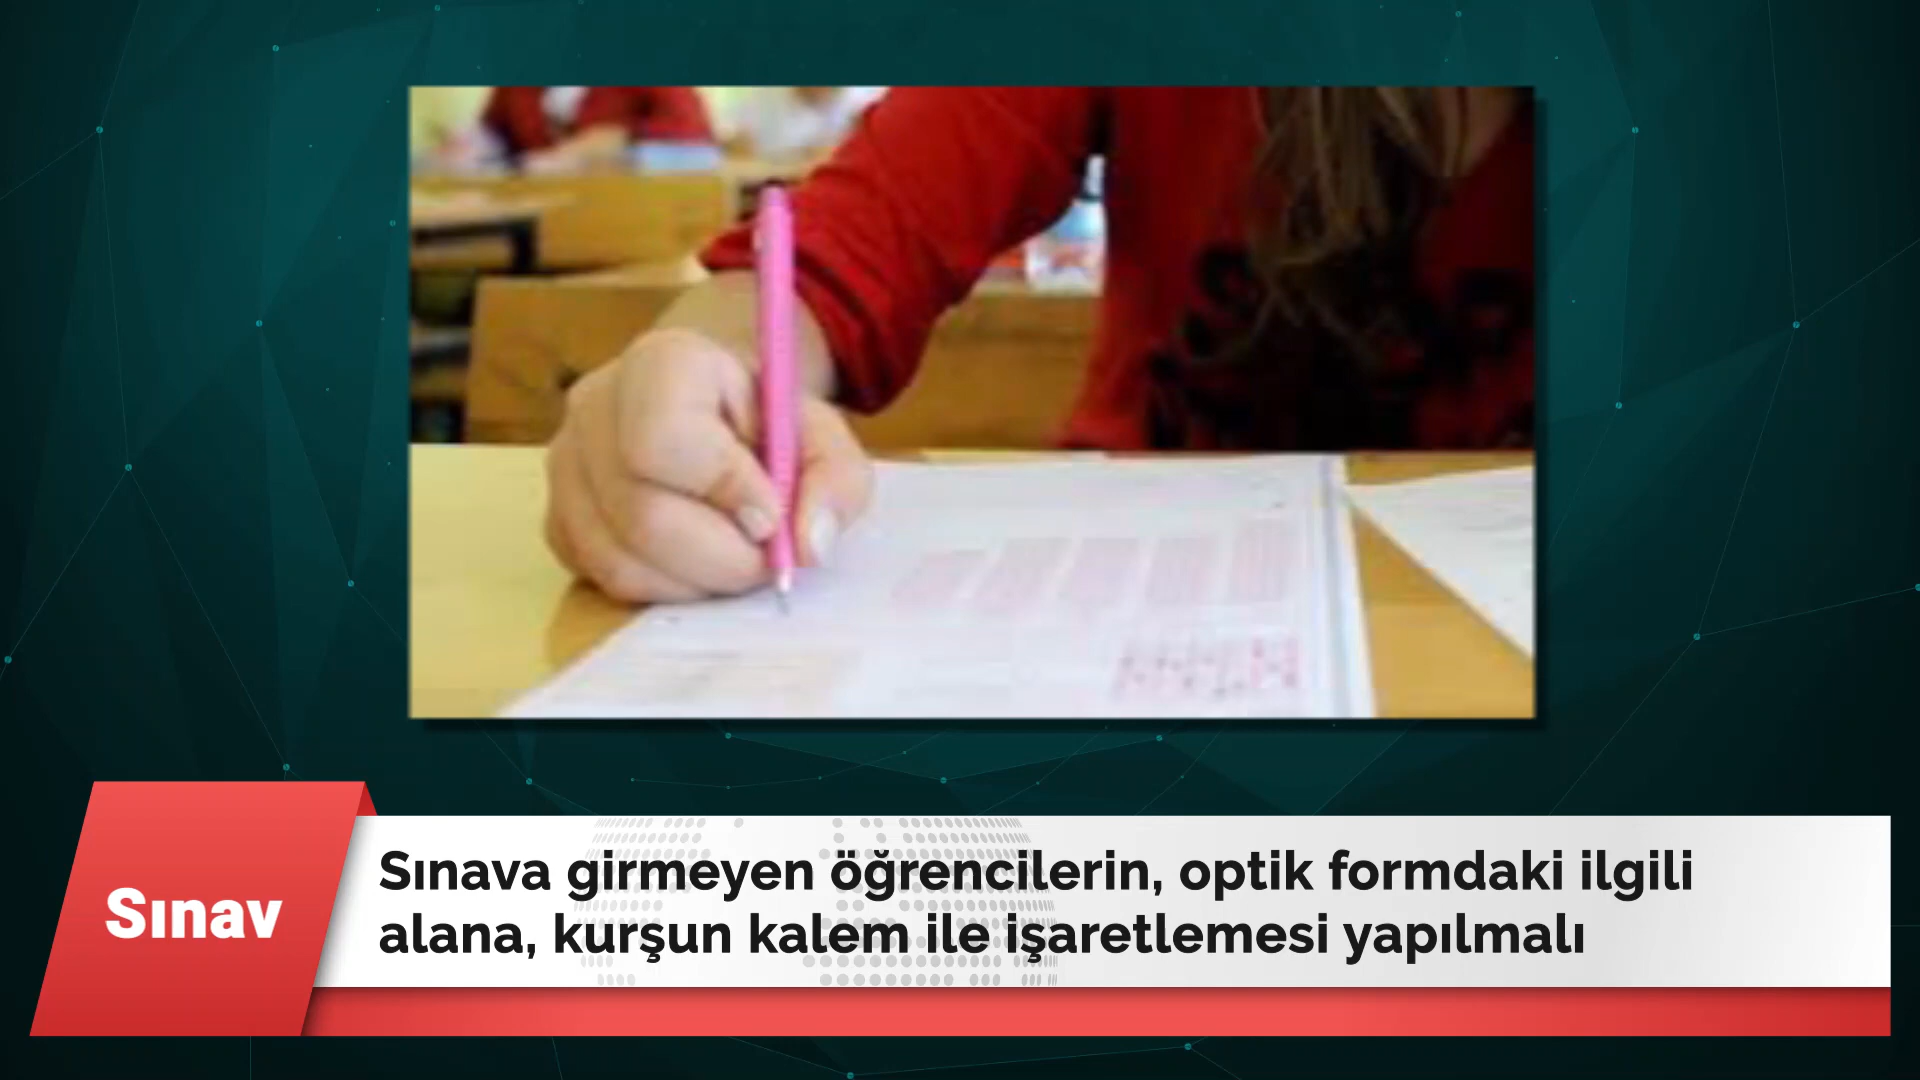 Sınav
Sınava girmeyen öğrencilerin, optik formdaki ilgili
alana, kurşun kalem ile işaretlemesi yapılmalı